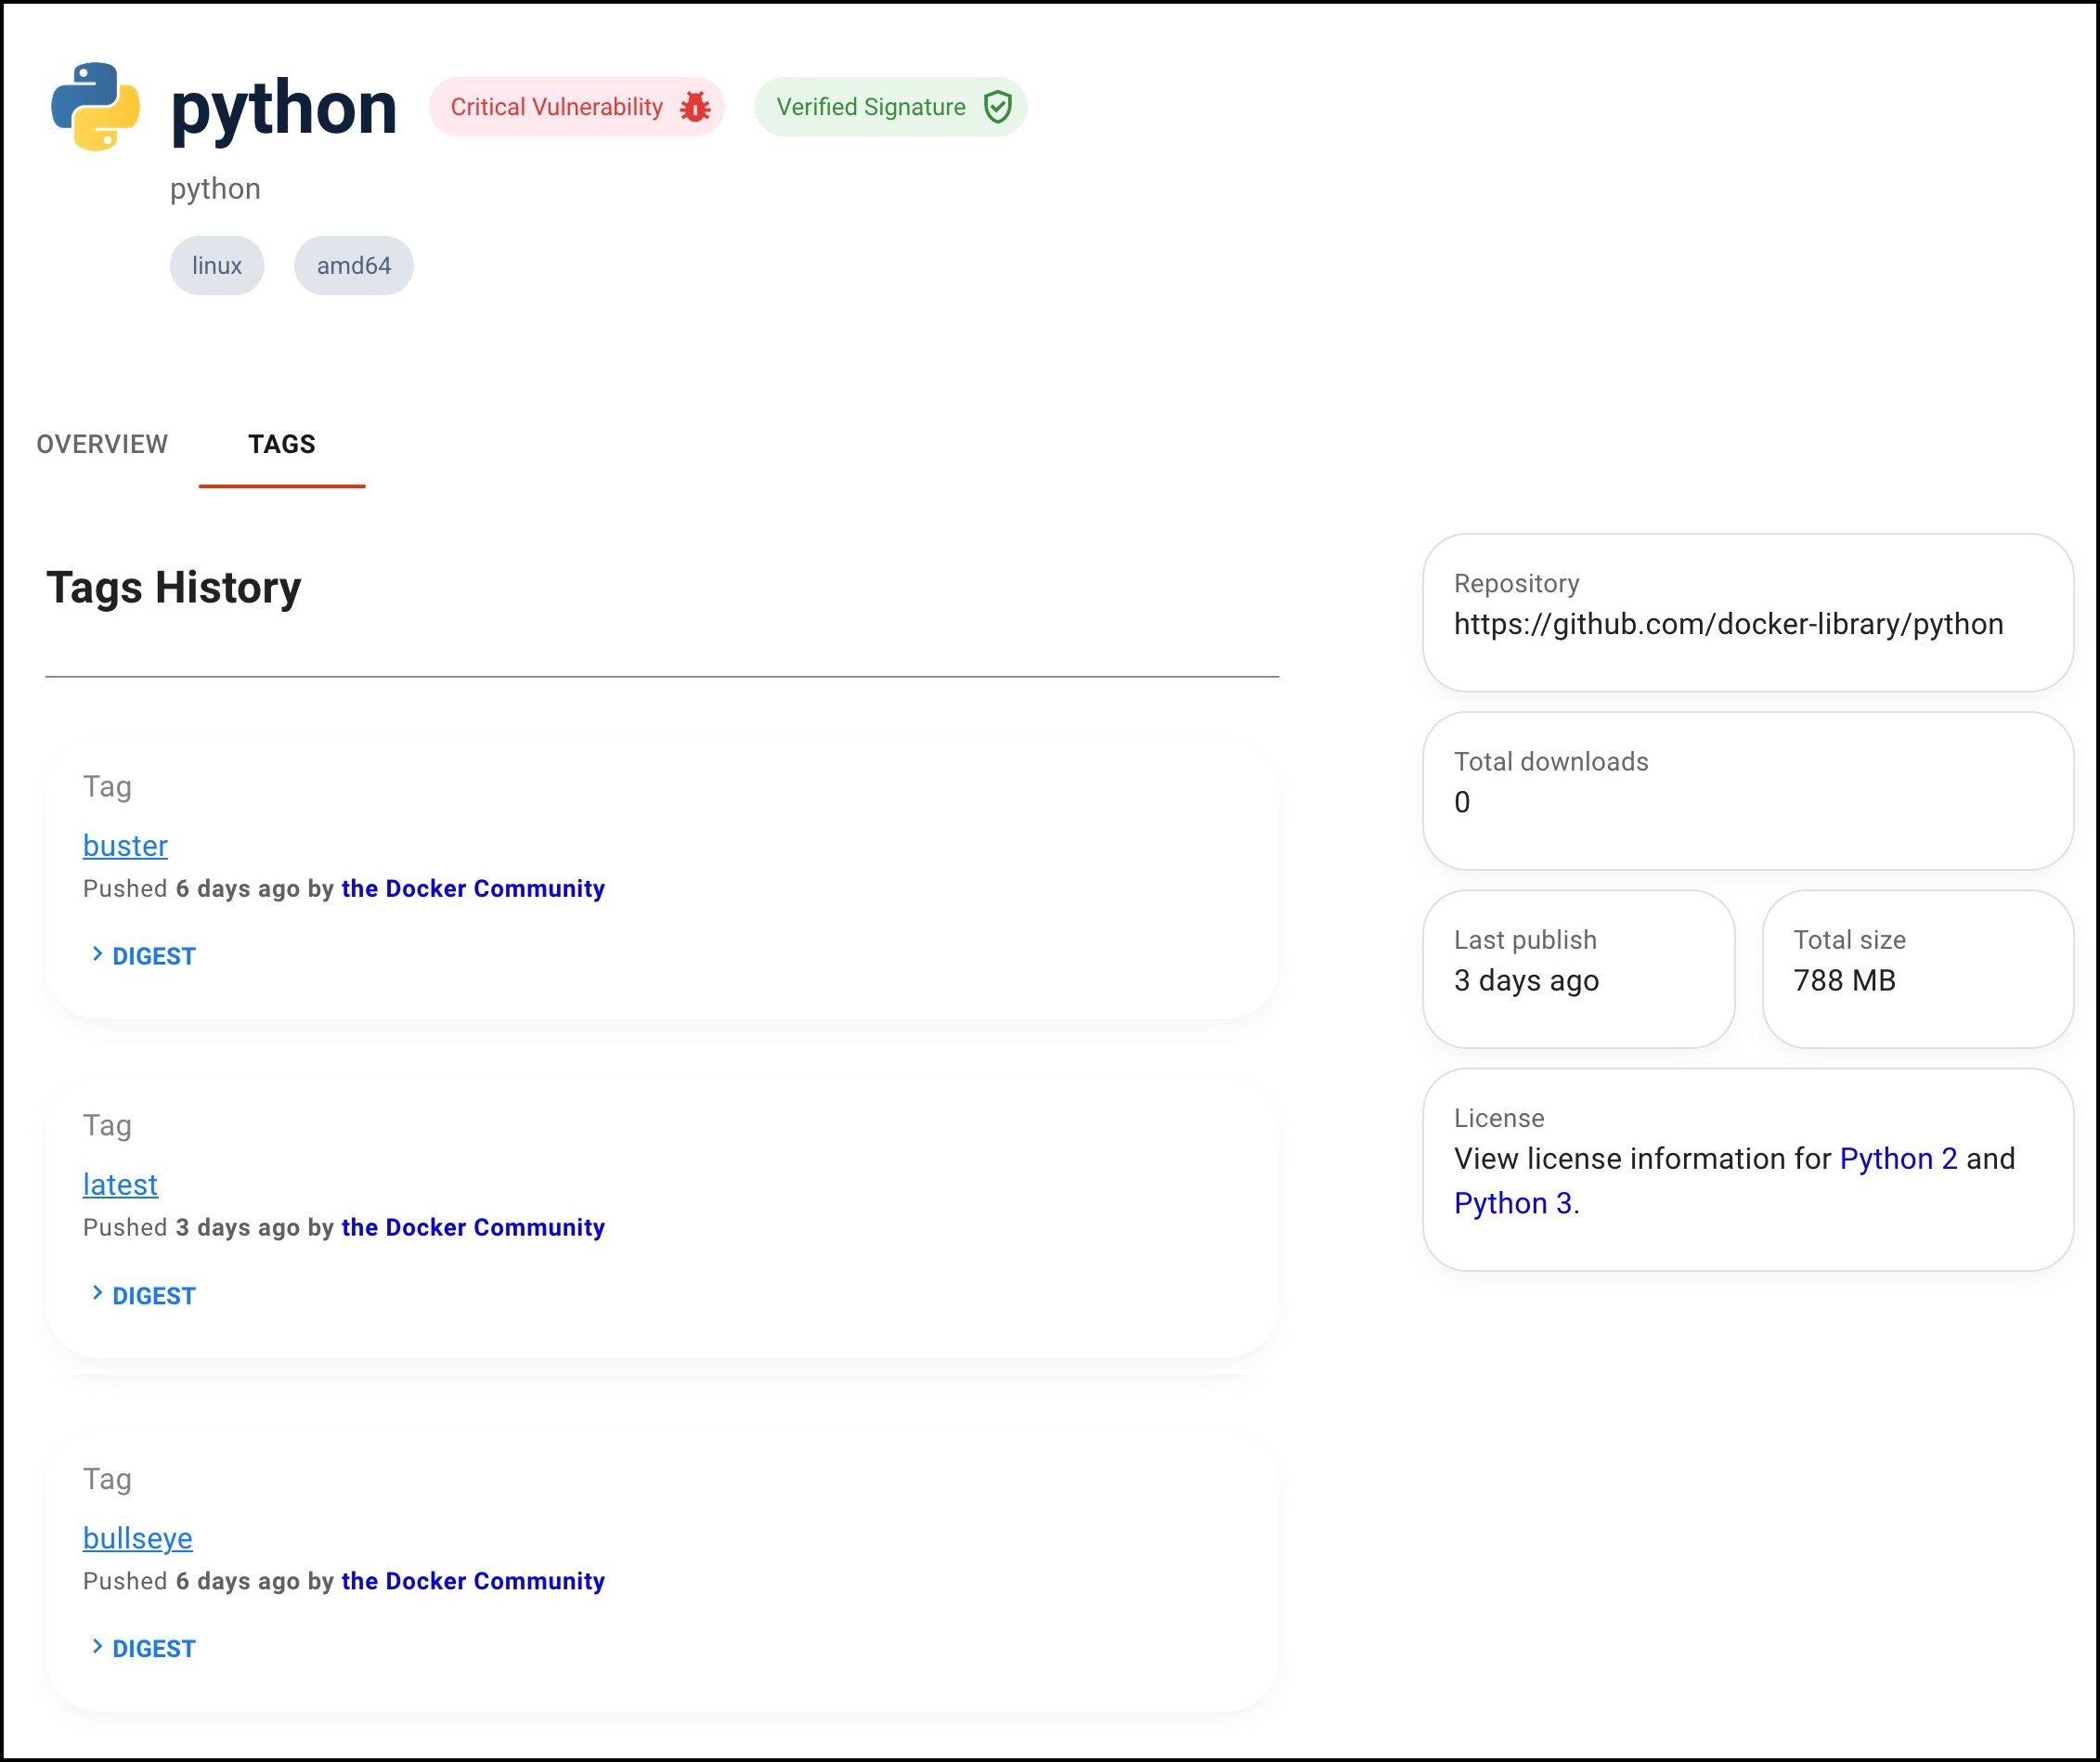 python
Critical Vulnerability
Verified Signature
python
linux
amd64
OVERVIEW
TAGS
Tags History
Tag
buster
Pushed 6 days ago by the Docker Community
DIGEST
Tag
latest
Pushed 3 days ago by the Docker Community
DIGEST
Tag
bullseye
Pushed 6 days ago by the Docker Community
DIGEST
Repository
https://github.com/docker-library/python
Total downloads
0
Last publish
3 days ago
Total size
788 MB
License
View license information for Python 2 and
Python 3.